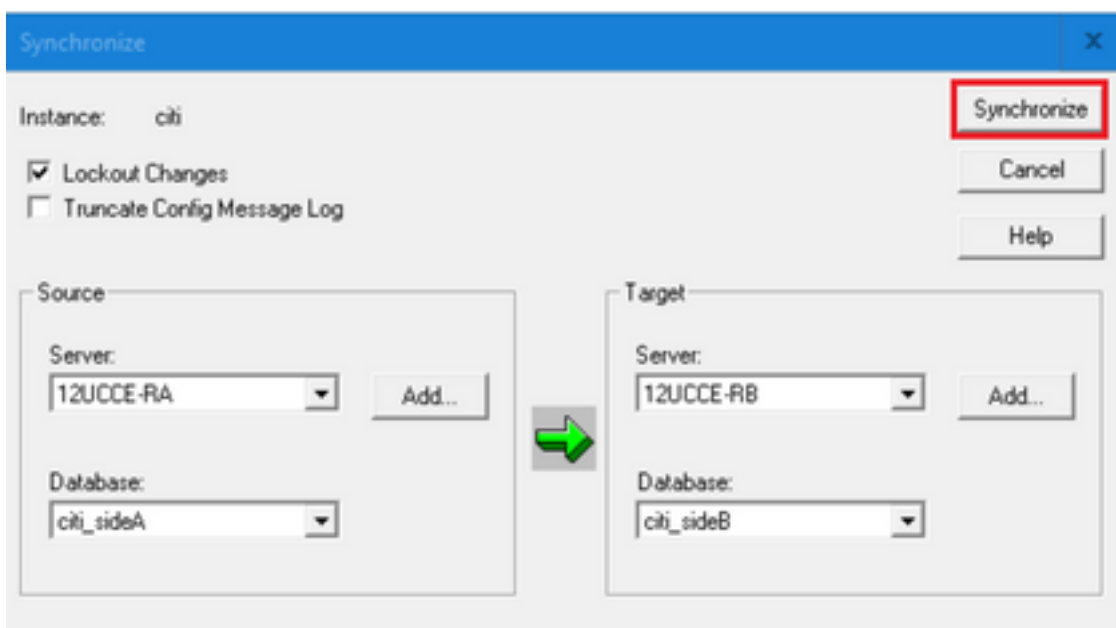 Synchronize
x
Instance: citi
Synchronize
Lockout Changes
Cancel
Truncate Config Message Log
Help
Source
Server:
12UCCE-RA
Add...
Database:
citi_sideA
Target
Server:
12UCCE-RB
Add...
Database:
citi_sideB